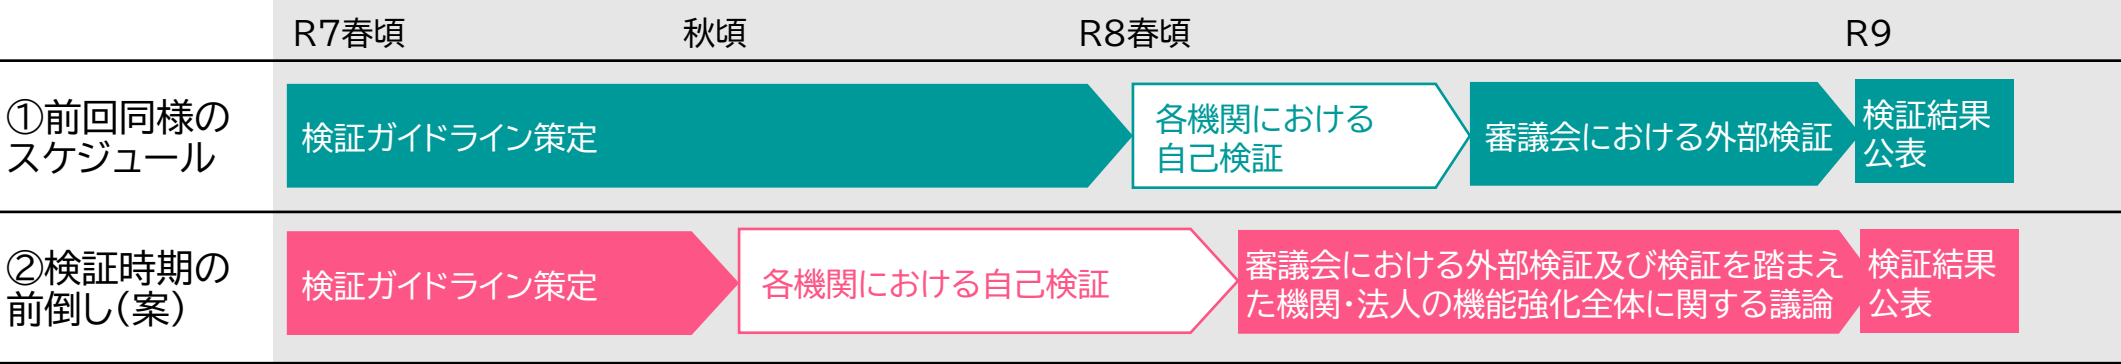 R7春頃 秋頃 R8春頃 R9
①前回同様の
スケジュール
検証ガイドライン策定
各機関における
自己検証
審議会における外部検証
検証結果
公表
②検証時期の
前倒し（案）
検証ガイドライン策定
各機関における自己検証
審議会における外部検証及び検証を踏まえ
た機関・法人の機能強化全体に関する議論
検証結果
公表